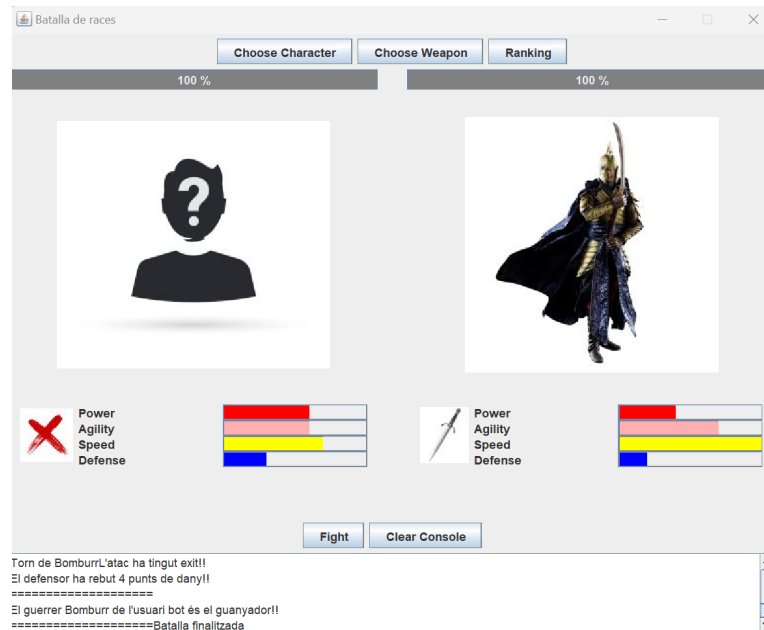 Batalla de races
Choose Character Choose Weapon Ranking
100 % 100 %
?
Power Power
Agility Agility
Speed Speed
Defense Defense
Fight Clear Console
Torn de BomburrL'atac ha tingut exit!!
El defensor ha rebut 4 punts de dany!!
====================
El guerrer Bomburr de l'usuari bot és el guanyador!!
====================Batalla finalitzada